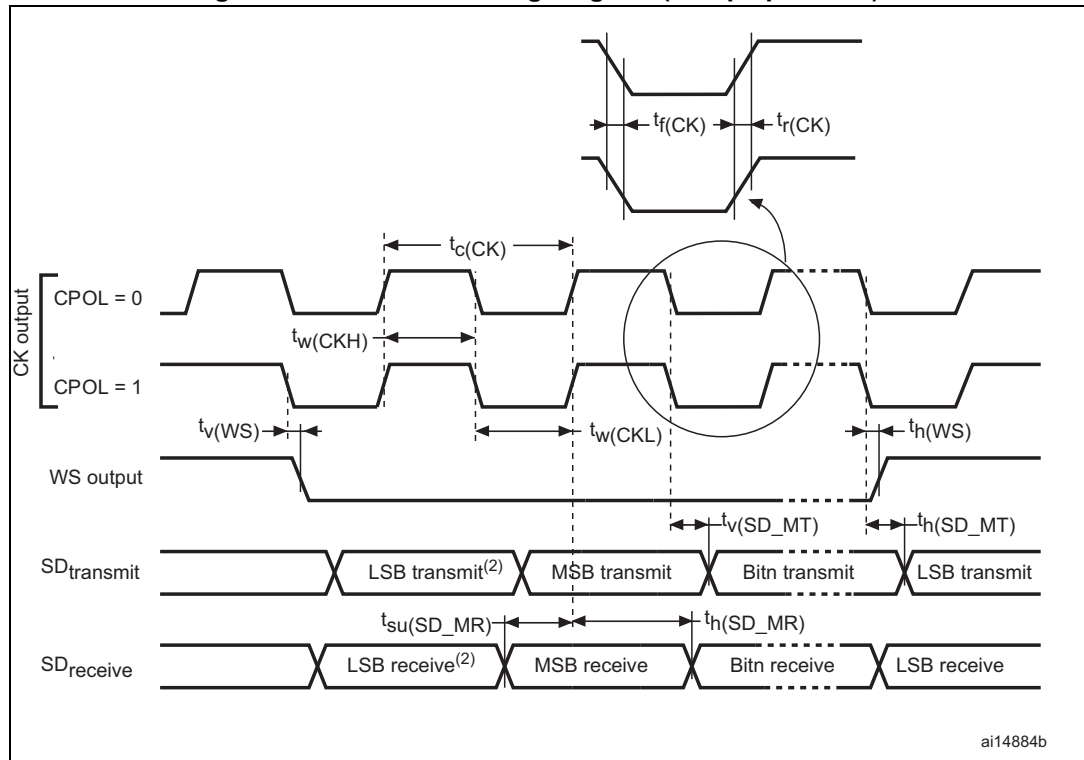 tf(CK)
tr(CK)
tc(CK)
CK output
CPOL = 0
tw(CKH)
CPOL = 1
tv(WS)
tw(CKL)
th(WS)
WS output
tv(SD_MT)
th(SD_MT)
SDtransmit
LSB transmit(2)
MSB transmit
Bitn transmit
LSB transmit
tsu(SD_MR)
th(SD_MR)
SDreceive
LSB receive(2)
MSB receive
Bitn receive
LSB receive
ai14884b